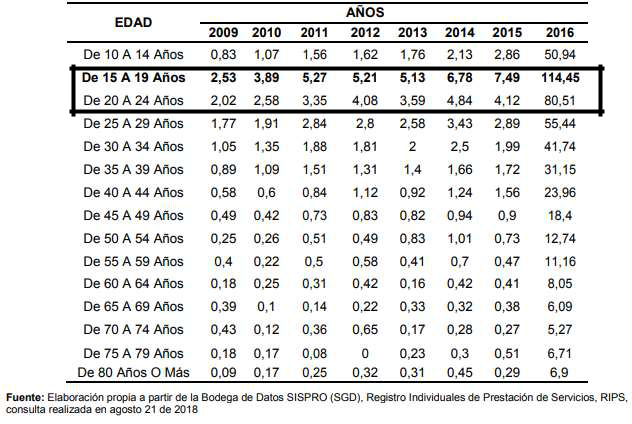 EDAD AÑOS
2009 2010 2011 2012 2013 2014 2015 2016
De 10 A 14 Años 0,83 1,07 1,56 1,62 1,76 2,13 2,86 50,94
De 15 A 19 Años 2,53 3,89 5,27 5,21 5,13 6,78 7,49 114,45
De 20 A 24 Años 2,02 2,58 3,35 4,08 3,59 4,84 4,12 80,51
De 25 A 29 Años 1,77 1,91 2,84 2,8 2,58 3,43 2,89 55,44
De 30 A 34 Años 1,05 1,35 1,88 1,81 2 2,5 1,99 41,74
De 35 A 39 Años 0,89 1,09 1,51 1,31 1,4 1,66 1,72 31,15
De 40 A 44 Años 0,58 0,6 0,84 1,12 0,92 1,24 1,56 23,96
De 45 A 49 Años 0,49 0,42 0,73 0,83 0,82 0,94 0,9 18,4
De 50 A 54 Años 0,25 0,26 0,51 0,49 0,83 1,01 0,73 12,74
De 55 A 59 Años 0,4 0,22 0,5 0,58 0,41 0,7 0,47 11,16
De 60 A 64 Años 0,18 0,25 0,31 0,42 0,16 0,42 0,41 8,05
De 65 A 69 Años 0,39 0,1 0,14 0,22 0,33 0,32 0,38 6,09
De 70 A 74 Años 0,43 0,12 0,36 0,65 0,17 0,28 0,27 5,27
De 75 A 79 Años 0,18 0,17 0,08 0 0,23 0,3 0,51 6,71
De 80 Años O Más 0,09 0,17 0,25 0,32 0,31 0,45 0,29 6,9
Fuente: Elaboración propia a partir de la Bodega de Datos SISPRO (SGD), Registro Individuales de Prestación de Servicios, RIPS,
consulta realizada en agosto 21 de 2018